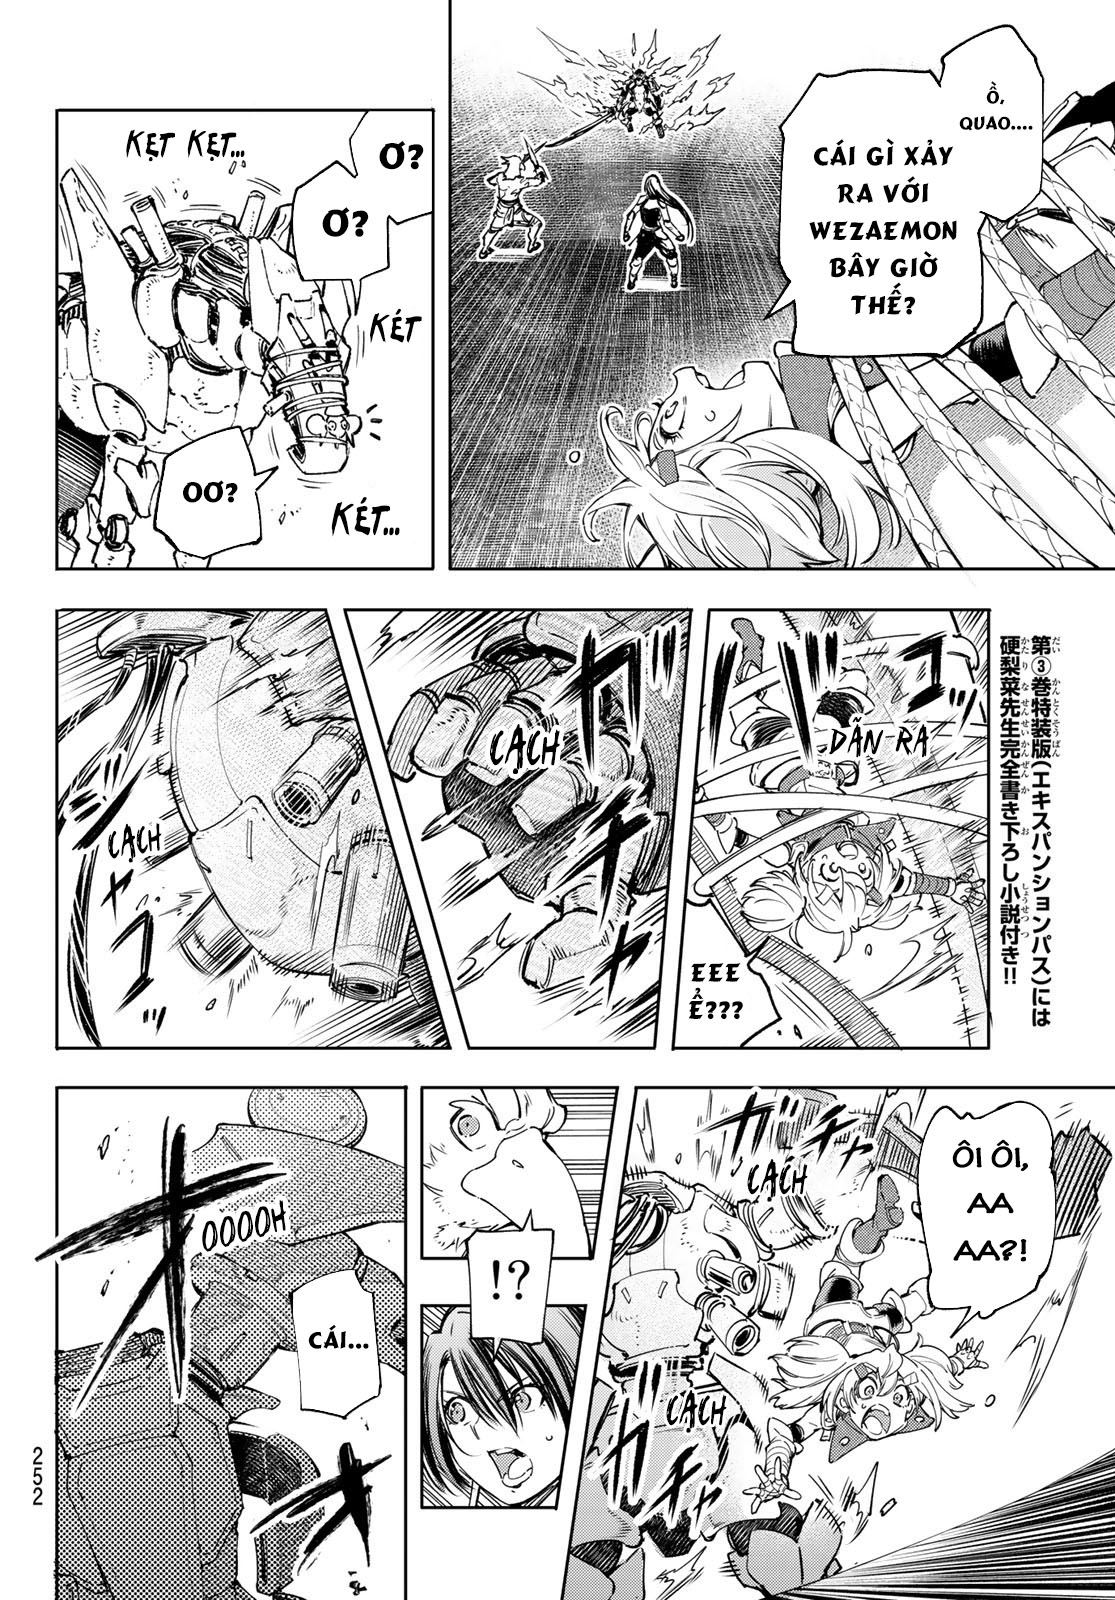 Ồ,
QUAO....
CÁI GÌ XẢY
RA VỚI
WEZAEMON
BÂY GIỜ
THẾ?
KẸT KẸT...
Ơ?
Ơ?
KÉT
OƠ?
KÉT...
第③巻特装版(エキスパンションパス)には
硬梨菜先生完全書き下ろし小説付き!!
DÃN RA
EEE
Ể???
CẠCH
CẠCH
ÔI ÔI,
AA
AA?!
CẠCH
CẠCH
!?
OOOOH
CÁI...
252